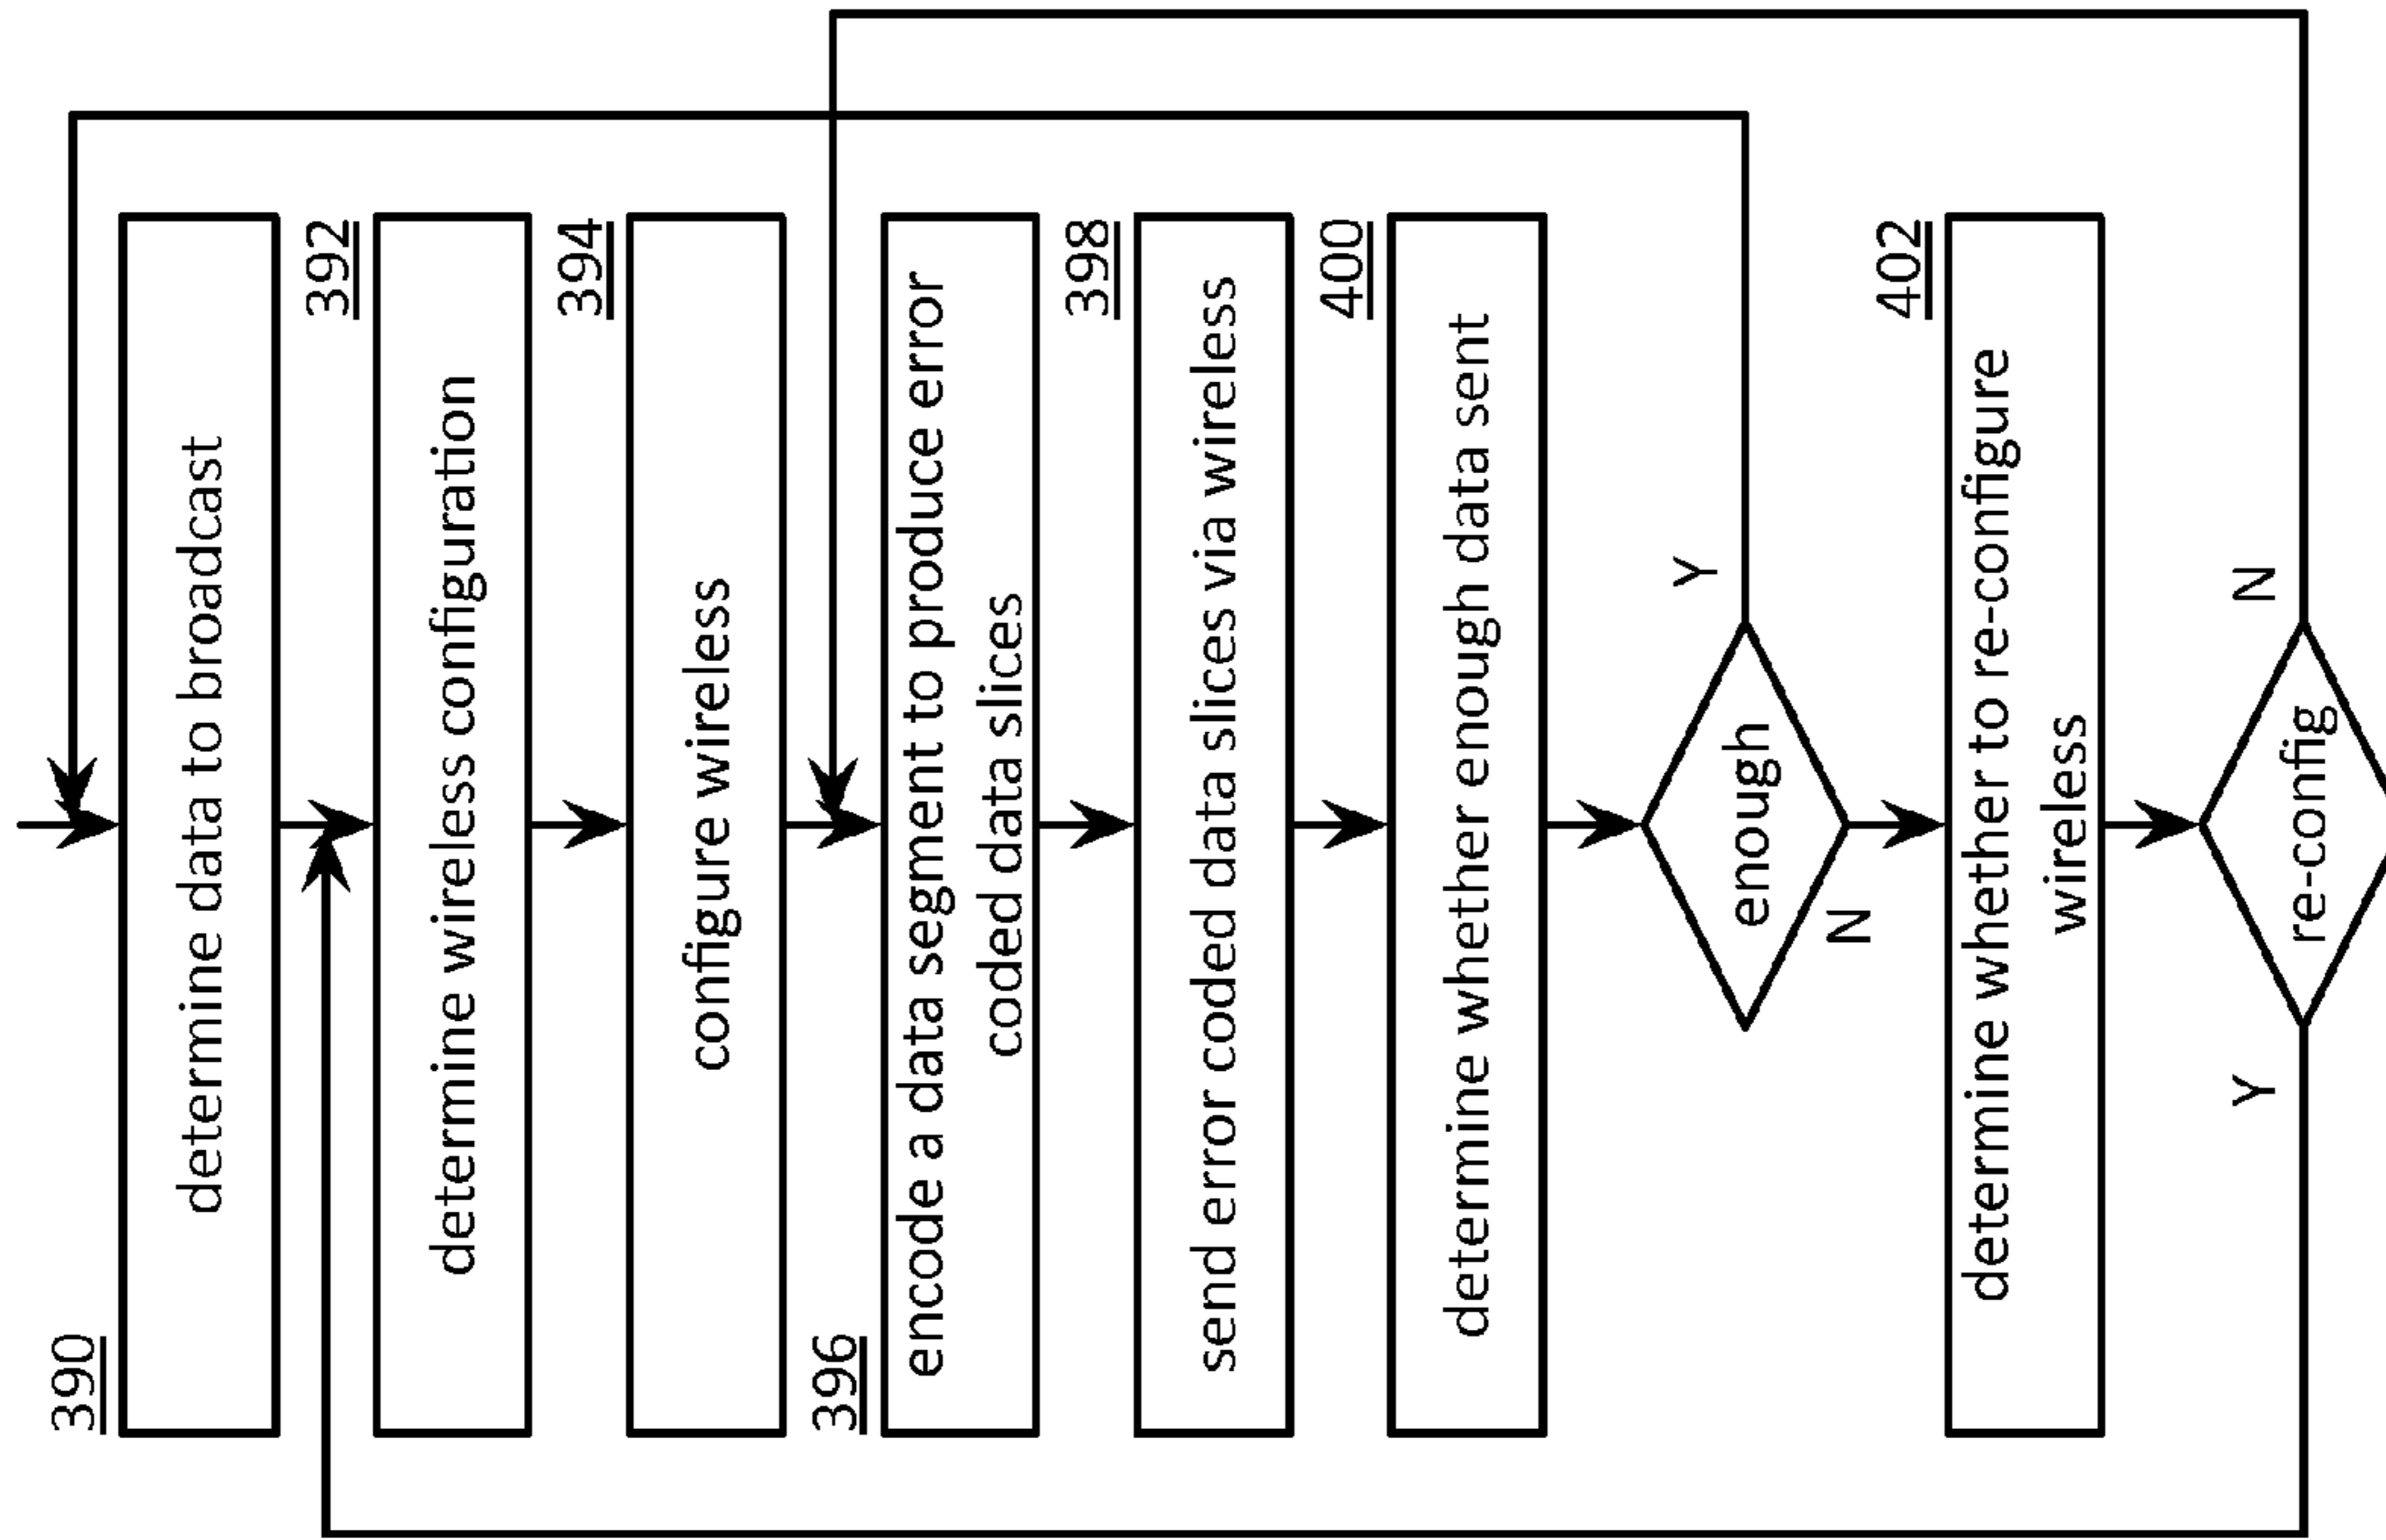 390
determine data to broadcast
392
determine wireless configuration
394
configure wireless
396
encode a data segment to produce error
coded data slices
398
send error coded data slices via wireless
400
determine whether enough data sent
enough
Y
N
402
determine whether to re-configure
wireless
re-config
Y
N